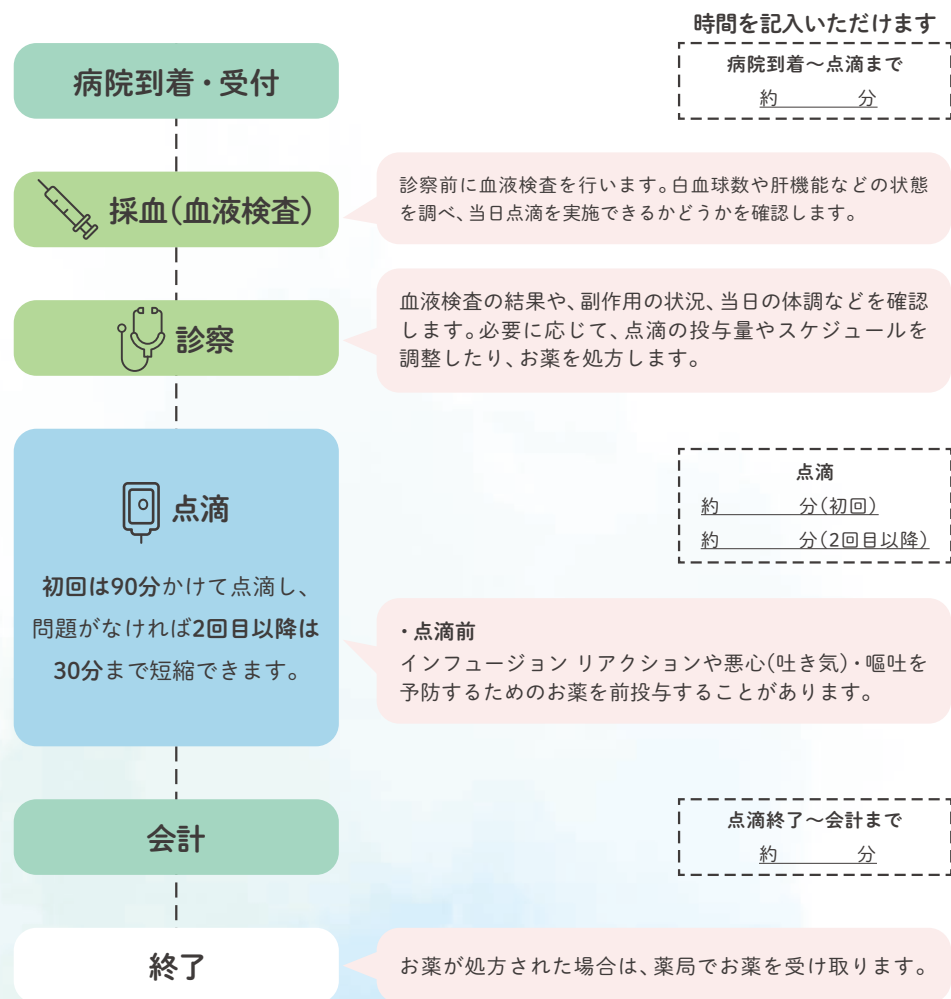 時間を記入いただけます
病院到着・受付
病院到着～点滴まで
約 分
採血(血液検査)
診察前に血液検査を行います。白血球数や肝機能などの状態
を調べ、当日点滴を実施できるかどうかを確認します。
診察
血液検査の結果や、副作用の状況、当日の体調などを確認
します。必要に応じて、点滴の投与量やスケジュールを
調整したり、お薬を処方します。
点滴
初回は90分かけて点滴し、
問題がなければ2回目以降は
30分まで短縮できます。
点滴
約 分(初回)
約 分(2回目以降)
・点滴前
インフュージョン リアクションや悪心(吐き気)・嘔吐を
予防するためのお薬を前投与することがあります。
会計
点滴終了～会計まで
約 分
終了
お薬が処方された場合は、薬局でお薬を受け取ります。